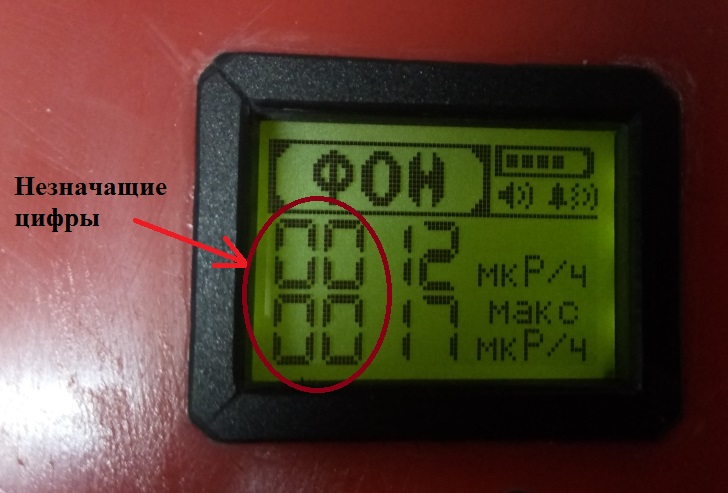 Незначащие
цифры
ФОН
0012 мкР/ч
макс
0017 мкР/ч